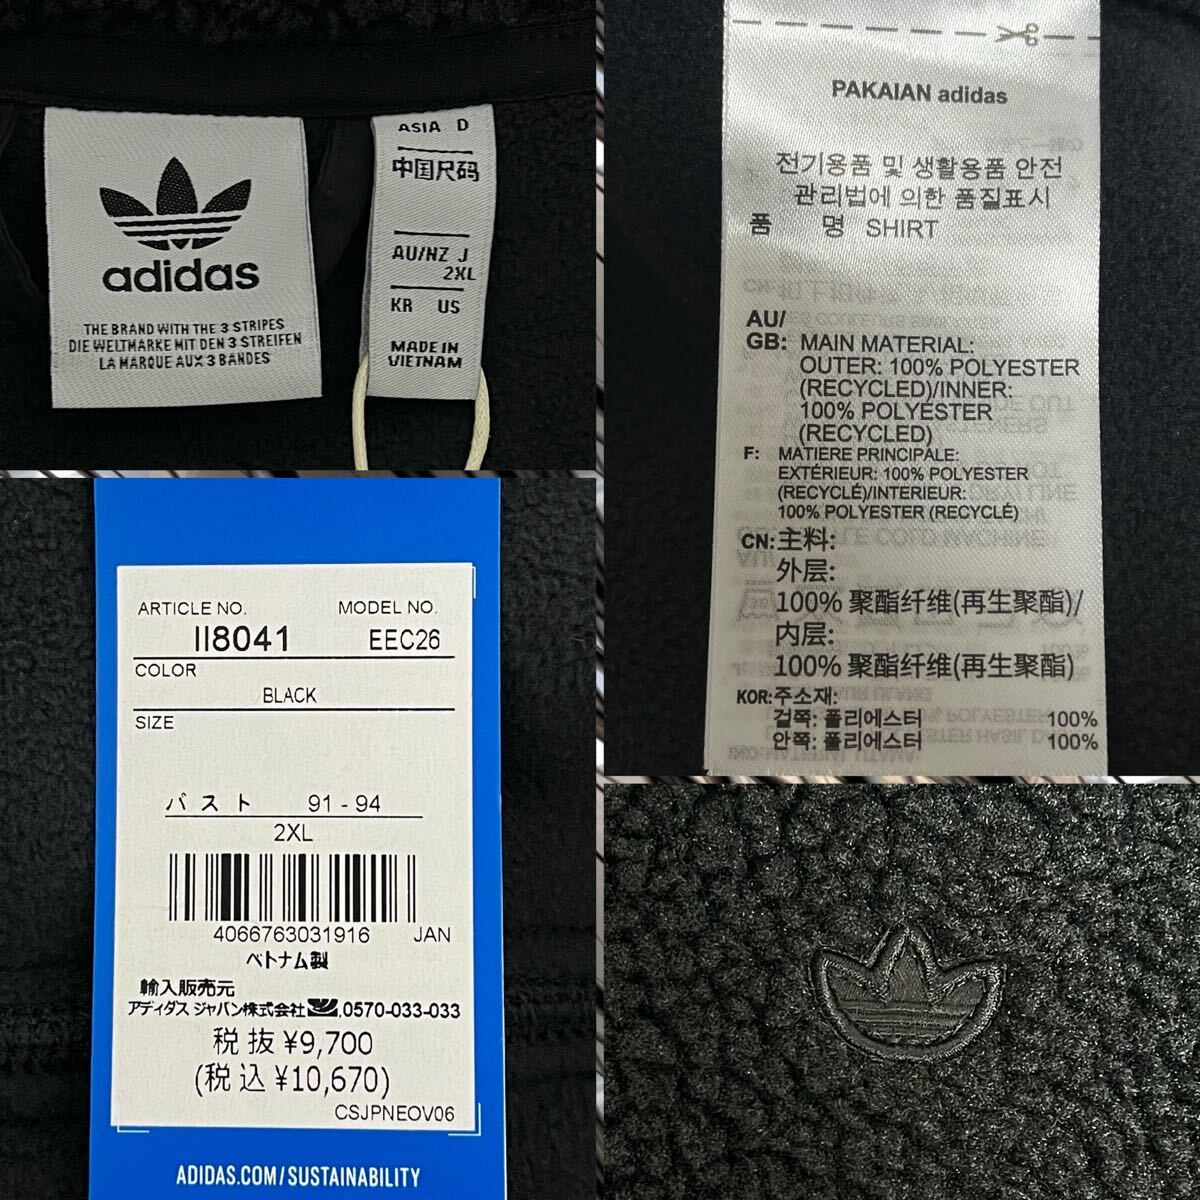 adidas
THE BRAND WITH THE 3 STRIPES
DIE WELTMARKE MIT DEN 3 STREIFEN
LA MARQUE AUX 3 BANDES
ASIA D
中国尺码
AU/NZ J
2XL
KR US
MADE IN
VIETNAM
PAKAIAN adidas
전기용품 및 생활용품 안전
관리법에 의한 품질표시
품 명 SHIRT
AU/
GB: MAIN MATERIAL:
OUTER: 100% POLYESTER
(RECYCLED)/INNER:
100% POLYESTER
(RECYCLED)
F: MATIERE PRINCIPALE:
EXTÉRIEUR: 100% POLYESTER
(RECYCLÉ)/INTERIEUR:
100% POLYESTER (RECYCLÉ)
CN:主料:
外层:
100% 聚酯纤维(再生聚酯)/
内层:
100% 聚酯纤维(再生聚酯)
KOR:주소재:
겉쪽: 폴리에스터 100%
안쪽: 폴리에스터 100%
ARTICLE NO. MODEL NO.
II8041 EEC26
COLOR
BLACK
SIZE
バスト 91 - 94
2XL
4066763031916 JAN
ベトナム製
輸入販売元
アディダス ジャパン株式会社 0570-033-033
税抜 ¥9,700
(税込 ¥10,670)
CSJPNEOV06
ADIDAS.COM/SUSTAINABILITY